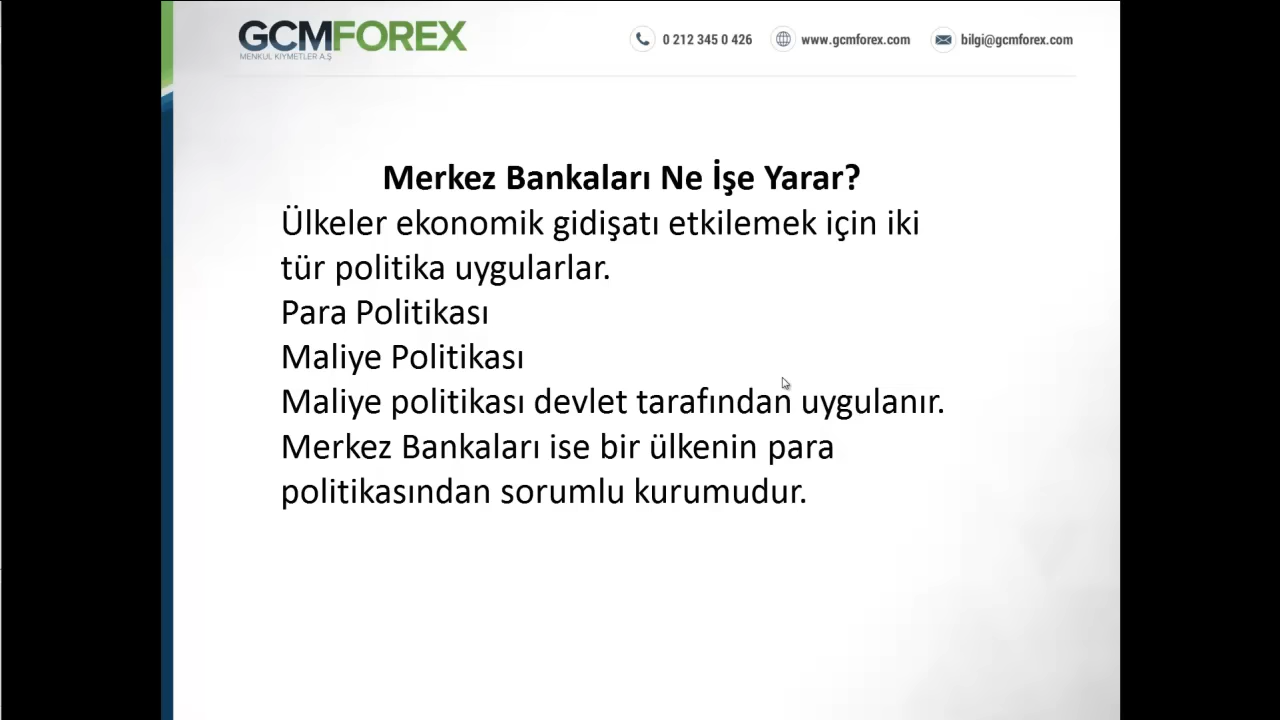 GCMFOREX
MENKUL KIYMETLER A.Ş
0 212 345 0 426
www.gcmforex.com
bilgi@gcmforex.com
Merkez Bankaları Ne İşe Yarar?
Ülkeler ekonomik gidişatı etkilemek için iki
tür politika uygularlar.
Para Politikası
Maliye Politikası
Maliye politikası devlet tarafından uygulanır.
Merkez Bankaları ise bir ülkenin para
politikasından sorumlu kurumudur.